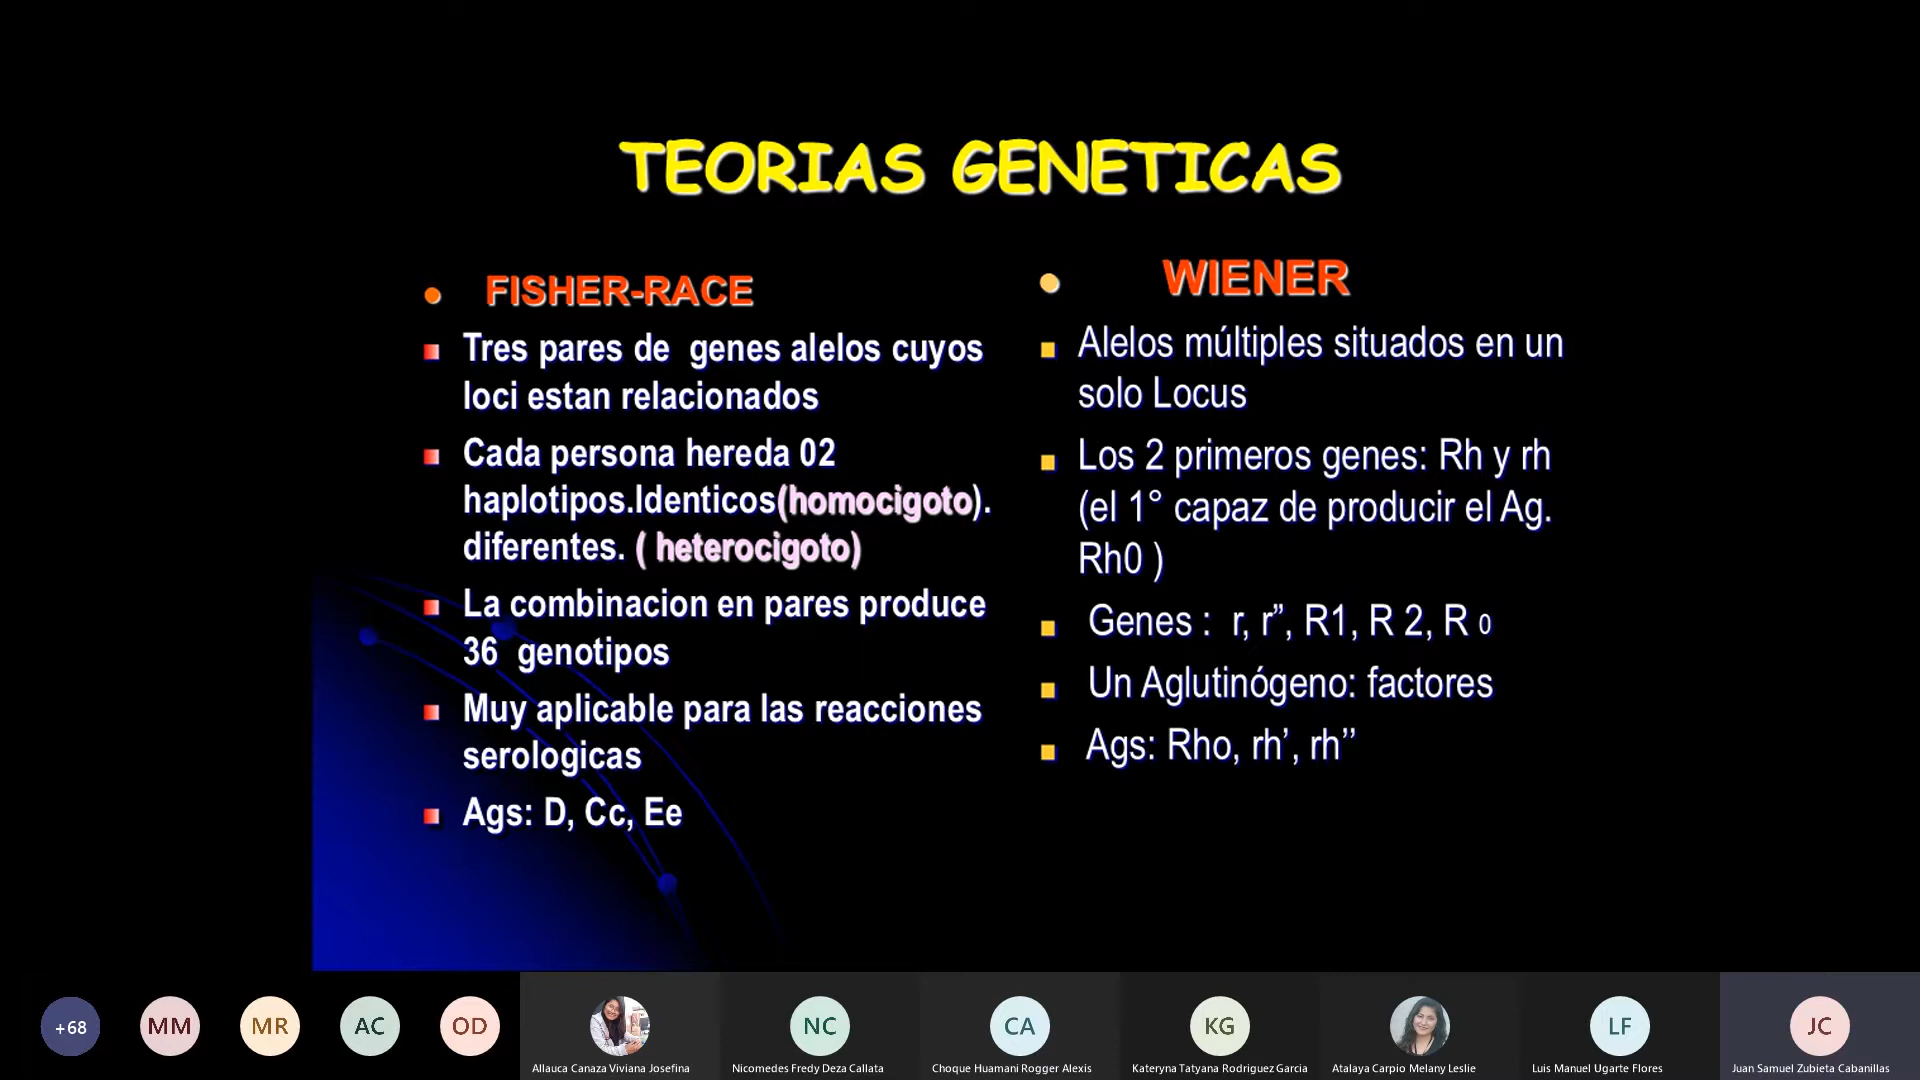 TEORIAS GENETICAS
FISHER-RACE
Tres pares de genes alelos cuyos
loci estan relacionados
Cada persona hereda 02
haplotipos.Identicos(homocigoto).
diferentes. ( heterocigoto)
La combinacion en pares produce
36 genotipos
Muy aplicable para las reacciones
serologicas
Ags: D, Cc, Ee
WIENER
Alelos múltiples situados en un
solo Locus
Los 2 primeros genes: Rh y rh
(el 1° capaz de producir el Ag.
Rh0 )
Genes : r, r”, R1, R 2, R 0
Un Aglutinógeno: factores
Ags: Rho, rh’, rh’’
+68
MM
MR
AC
OD
NC
CA
KG
LF
JC
Allauca Canaza Viviana Josefina
Nicomedes Fredy Deza Callata
Choque Huamani Rogger Alexis
Kateryna Tatyana Rodriguez Garcia
Atalaya Carpio Melany Leslie
Luis Manuel Ugarte Flores
Juan Samuel Zubieta Cabanillas